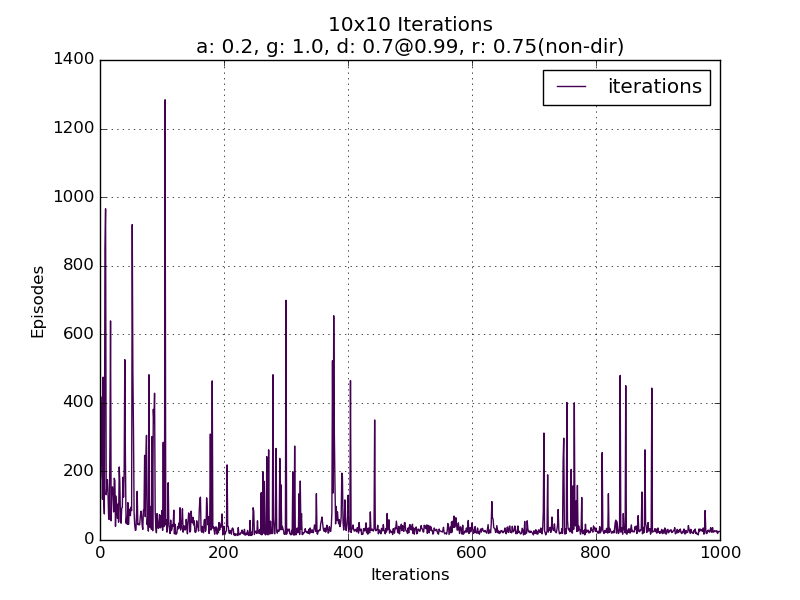 10x10 Iterations
a: 0.2, g: 1.0, d: 0.7@0.99, r: 0.75(non-dir)
iterations
1400
1200
1000
800
600
400
200
0
Episodes
0 200 400 600 800 1000
Iterations